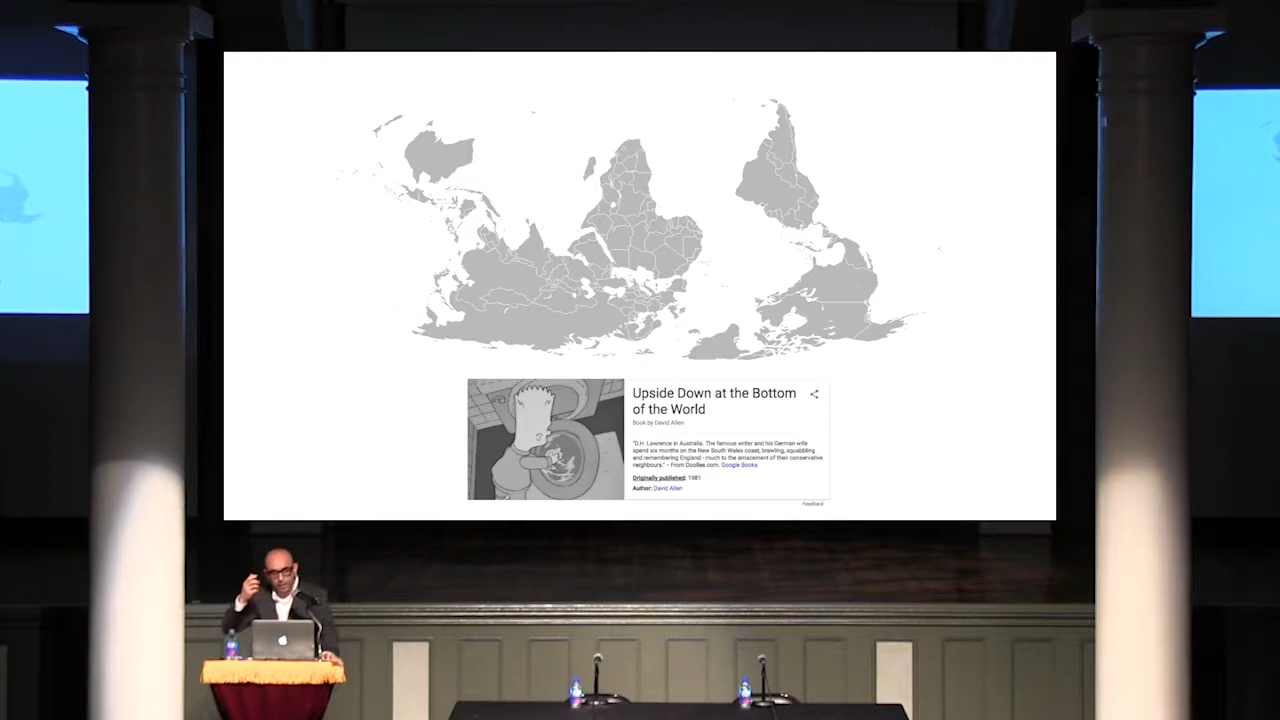 Upside Down at the Bottom
of the World
Book by David Allen
"D.H. Lawrence in Australia. The famous writer and his German wife
spend six months on the New South Wales coast, brawling, squabbling
and remembering England - much to the amazement of their conservative
neighbours." – From Doollee.com. Google Books
Originally published: 1981
Author: David Allen
Feedback